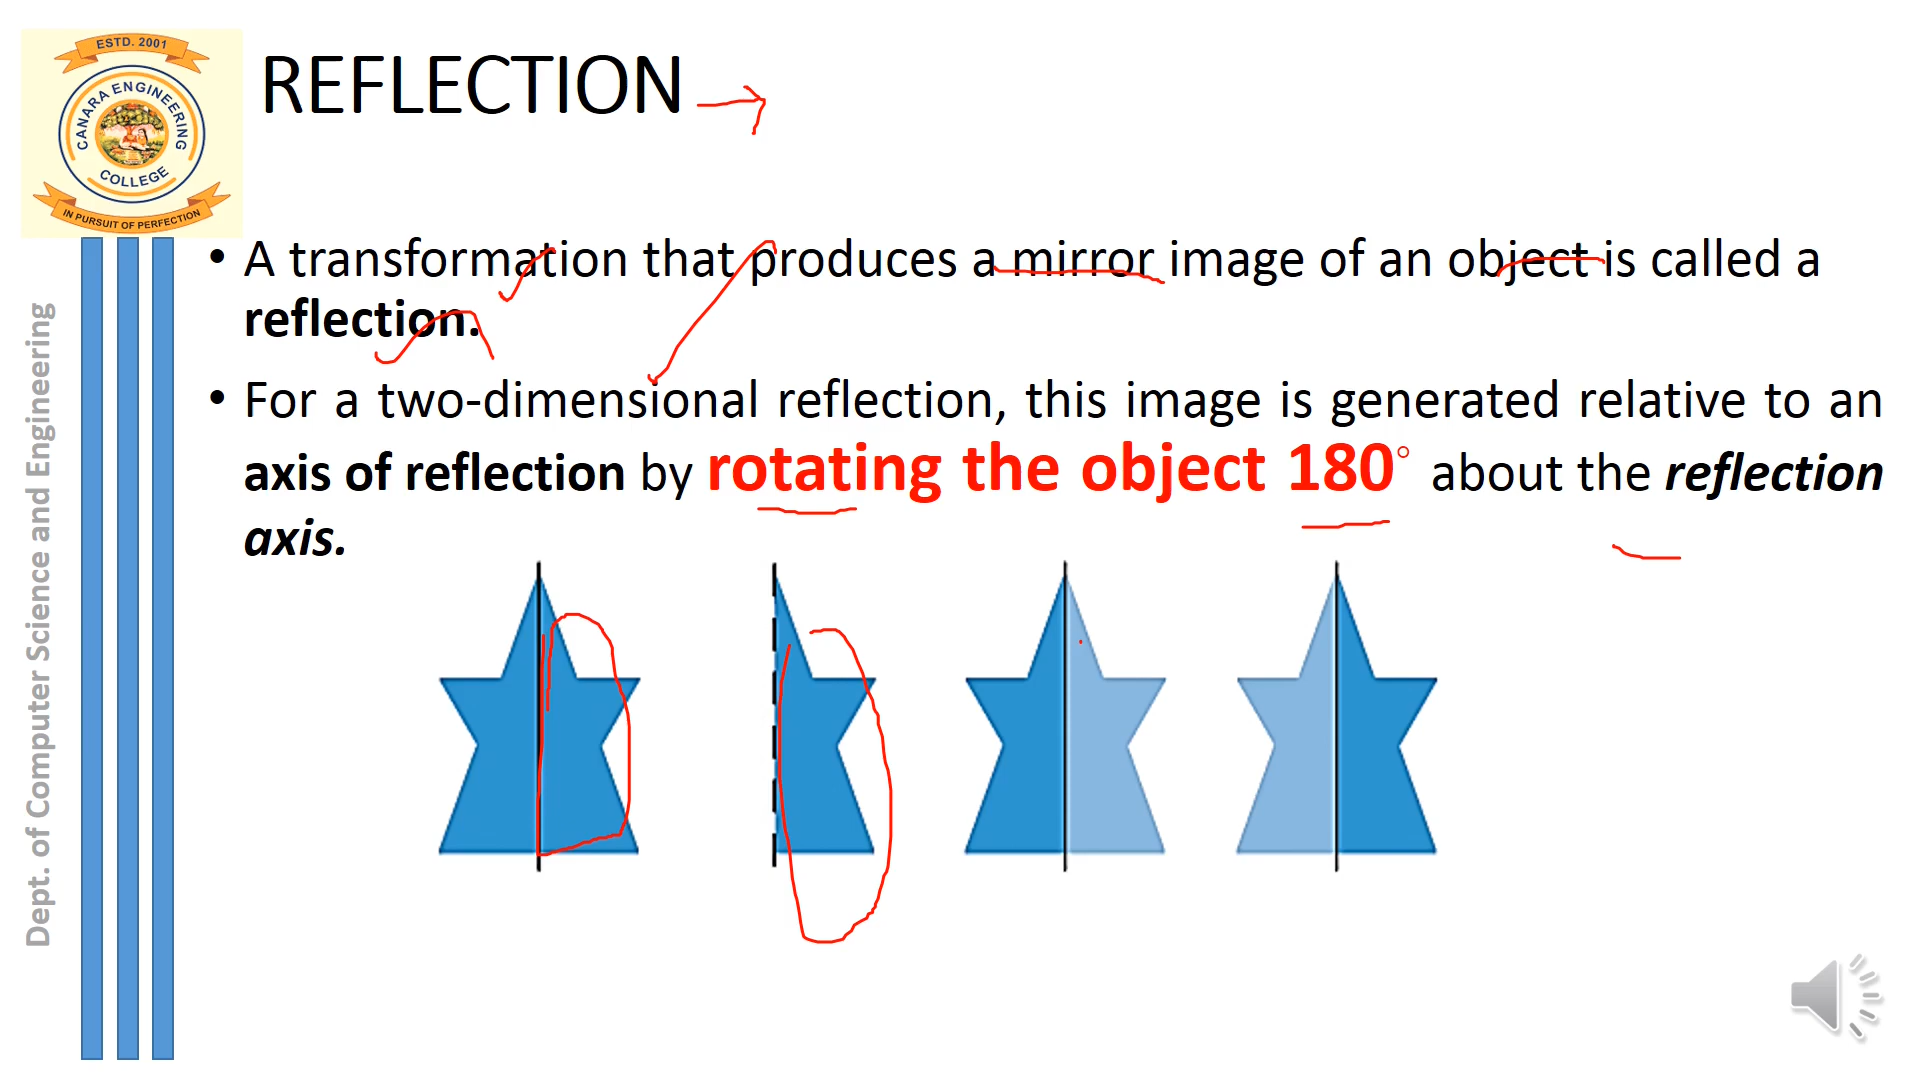 ESTD. 2001
CANARA ENGINEERING
COLLEGE
IN PURSUIT OF PERFECTION
REFLECTION
• A transformation that produces a mirror image of an object is called a
reflection.
• For a two-dimensional reflection, this image is generated relative to an
axis of reflection by rotating the object 180° about the reflection
axis.
Dept. of Computer Science and Engineering